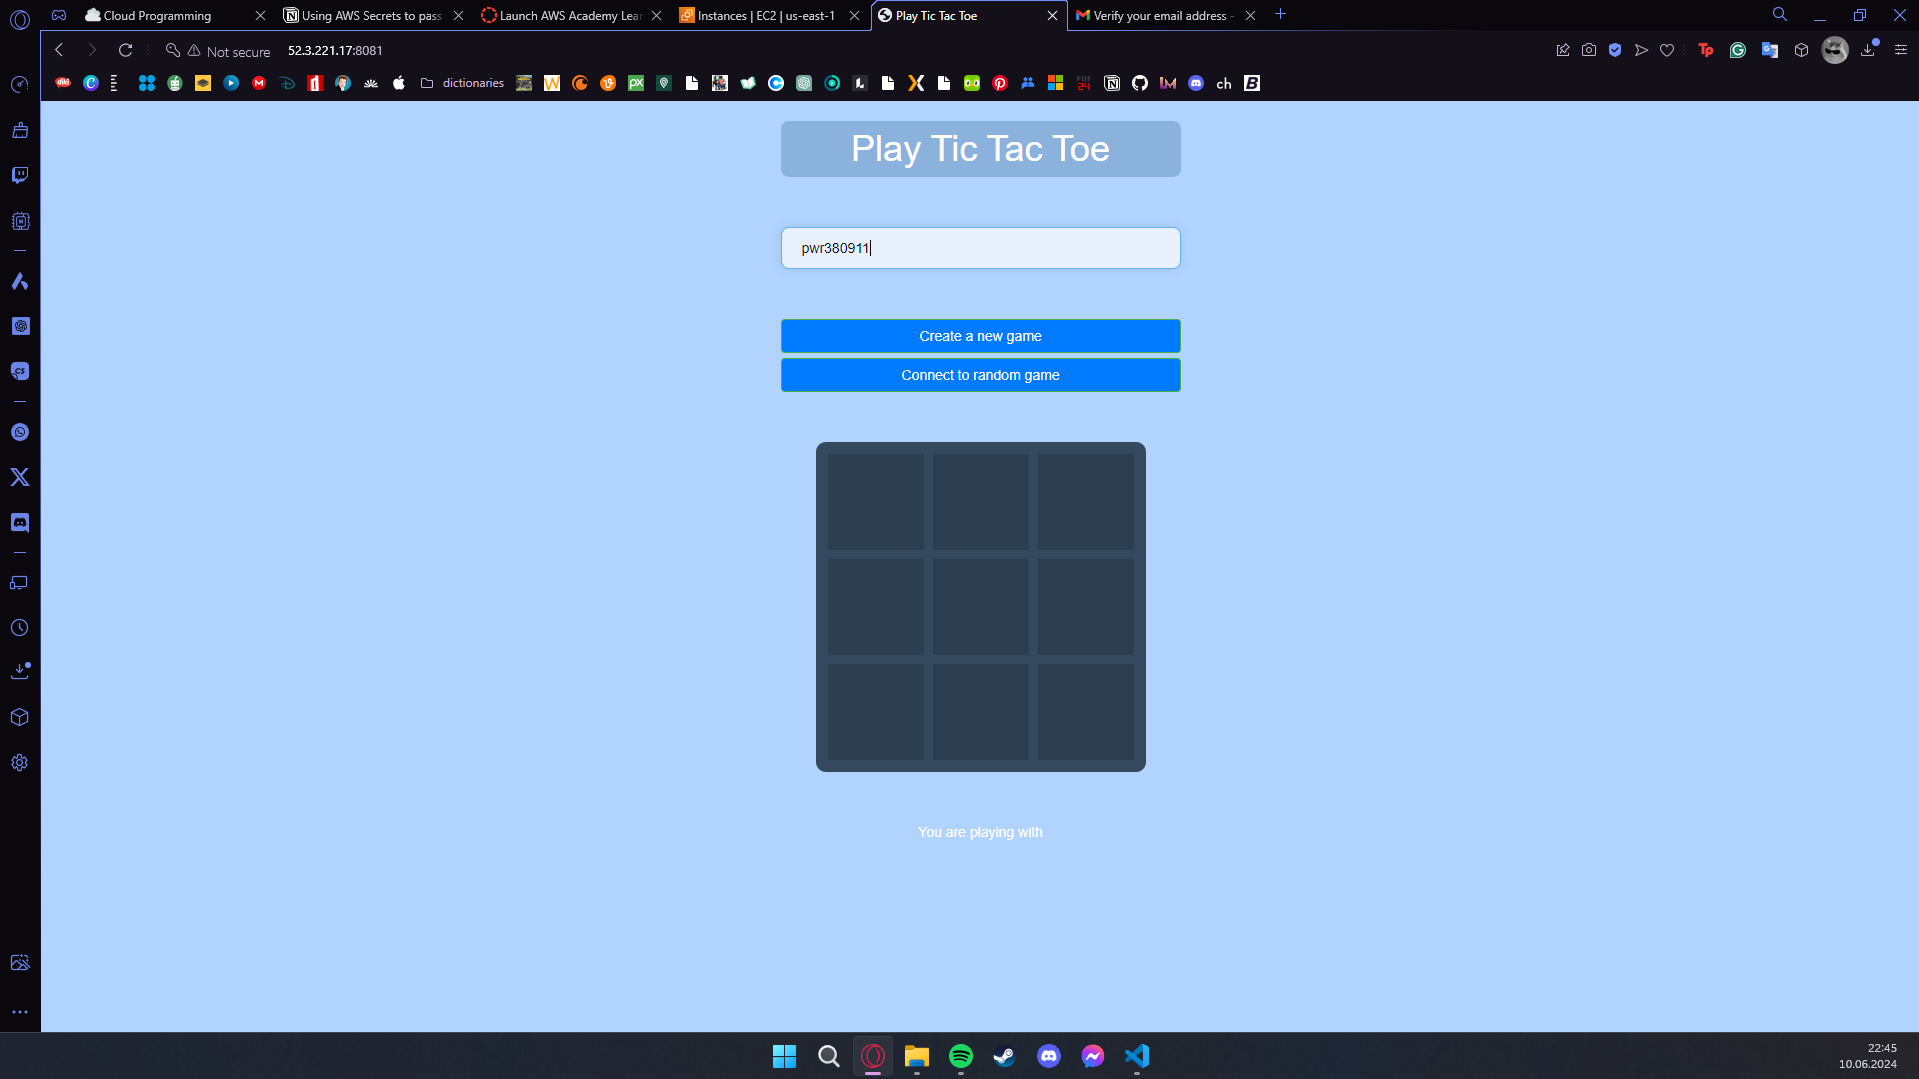 Cloud Programming
Using AWS Secrets to pass
Launch AWS Academy Lear
Instances | EC2 | us-east-1
Play Tic Tac Toe
Verify your email address -
Not secure
52.3.221.17:8081
dictionaries
ch
Play Tic Tac Toe
pwr380911
Create a new game
Connect to random game
You are playing with
22:45
10.06.2024